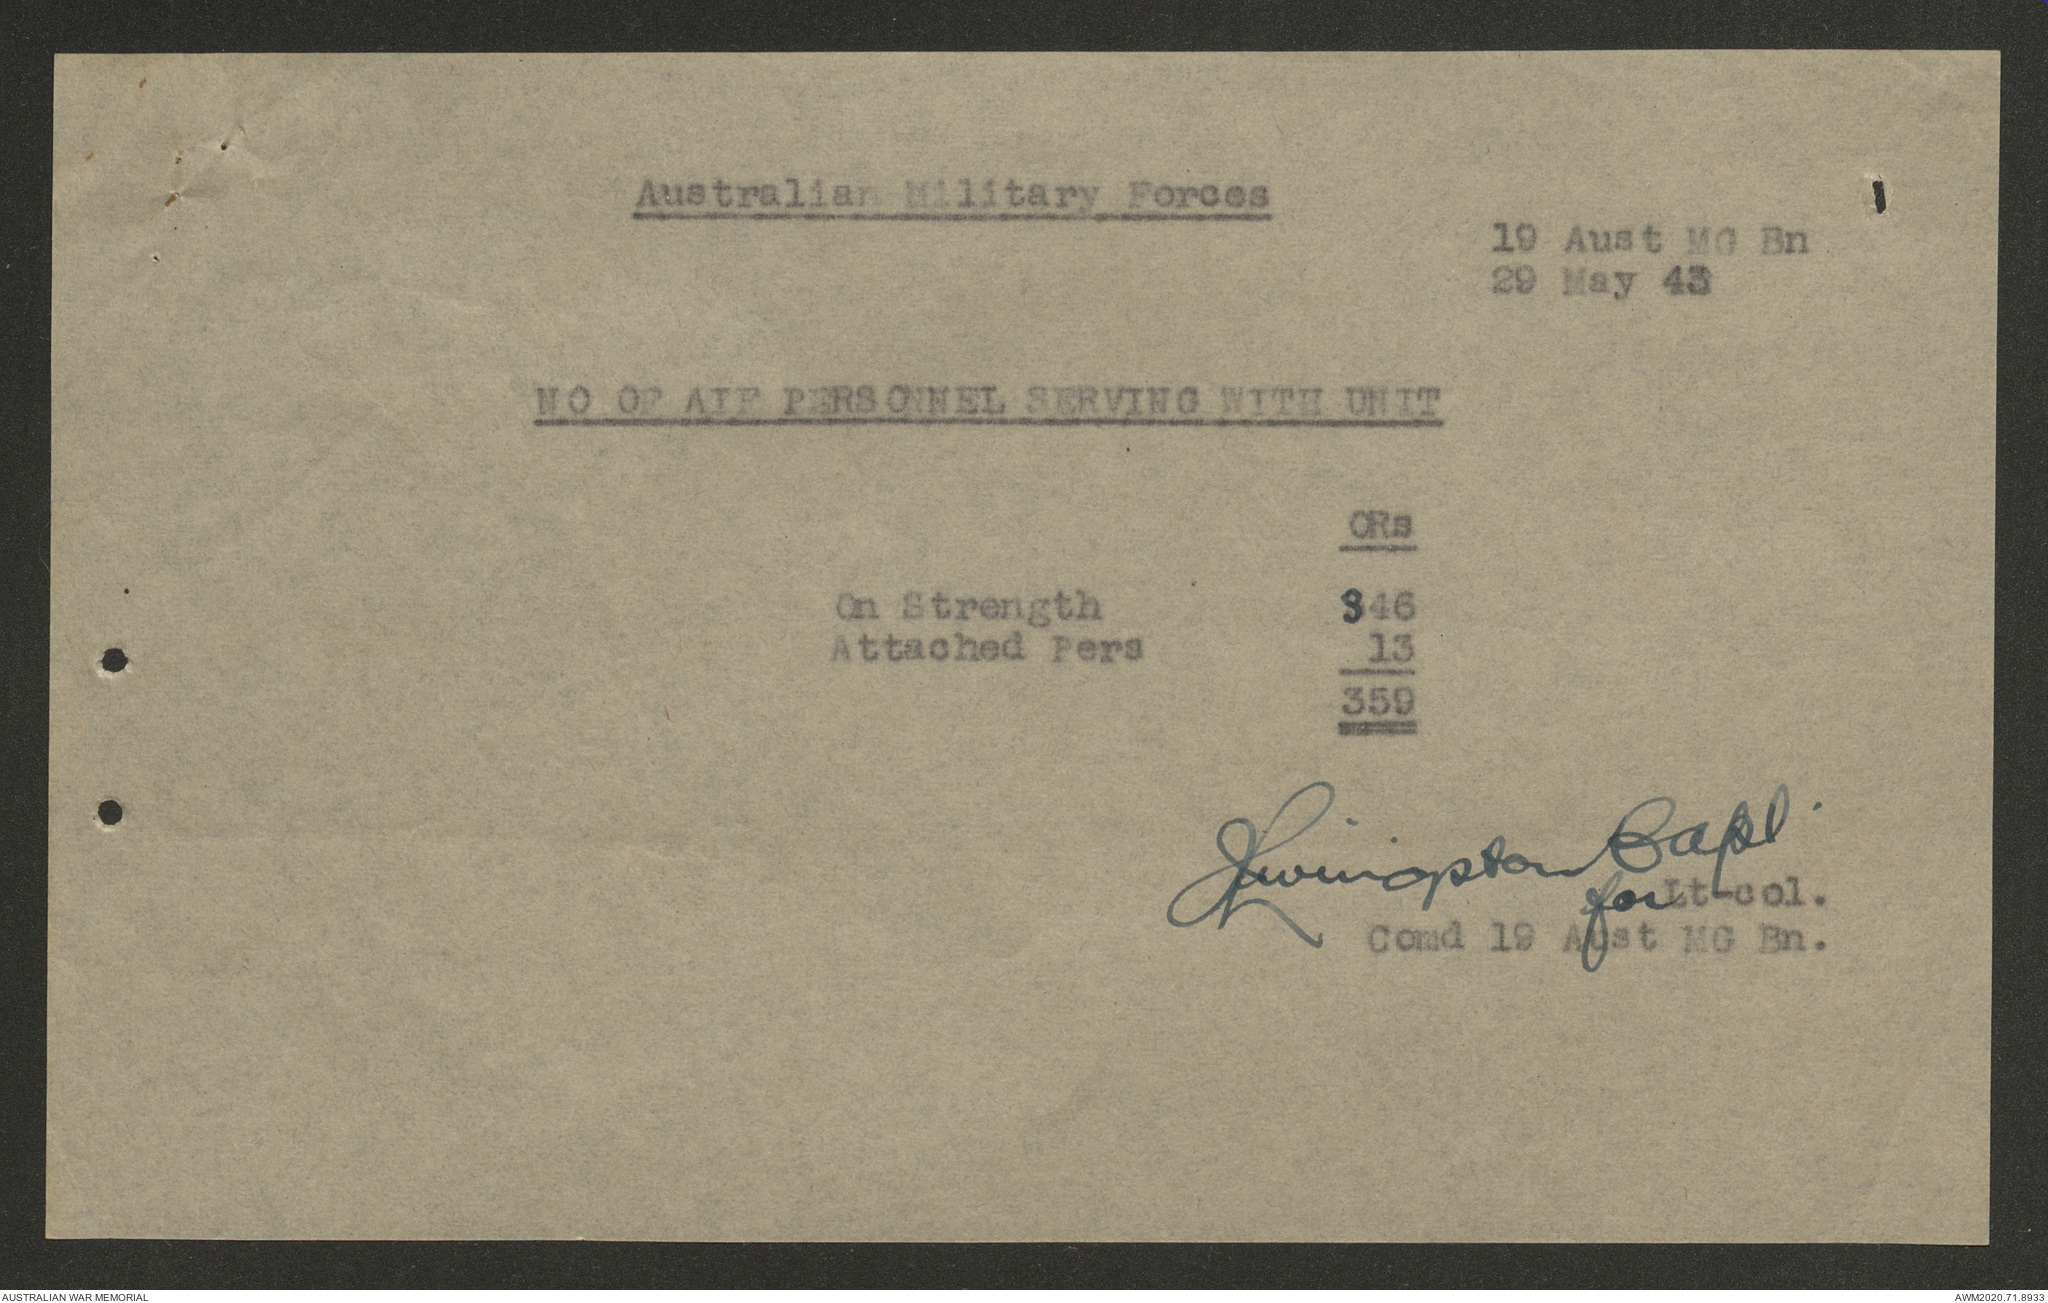 Australian Military Forces
19 Aust MG Bn
29 May 43
NO OF AIF PERSONNEL SERVING WITH UNIT
ORs
On Strength 346
Attached Pers 13
359
Livingston Capt.
for Lt-col.
Comd 19 Aust MG Bn.
AUSTRALIAN WAR MEMORIAL
AWM2020.71.8933